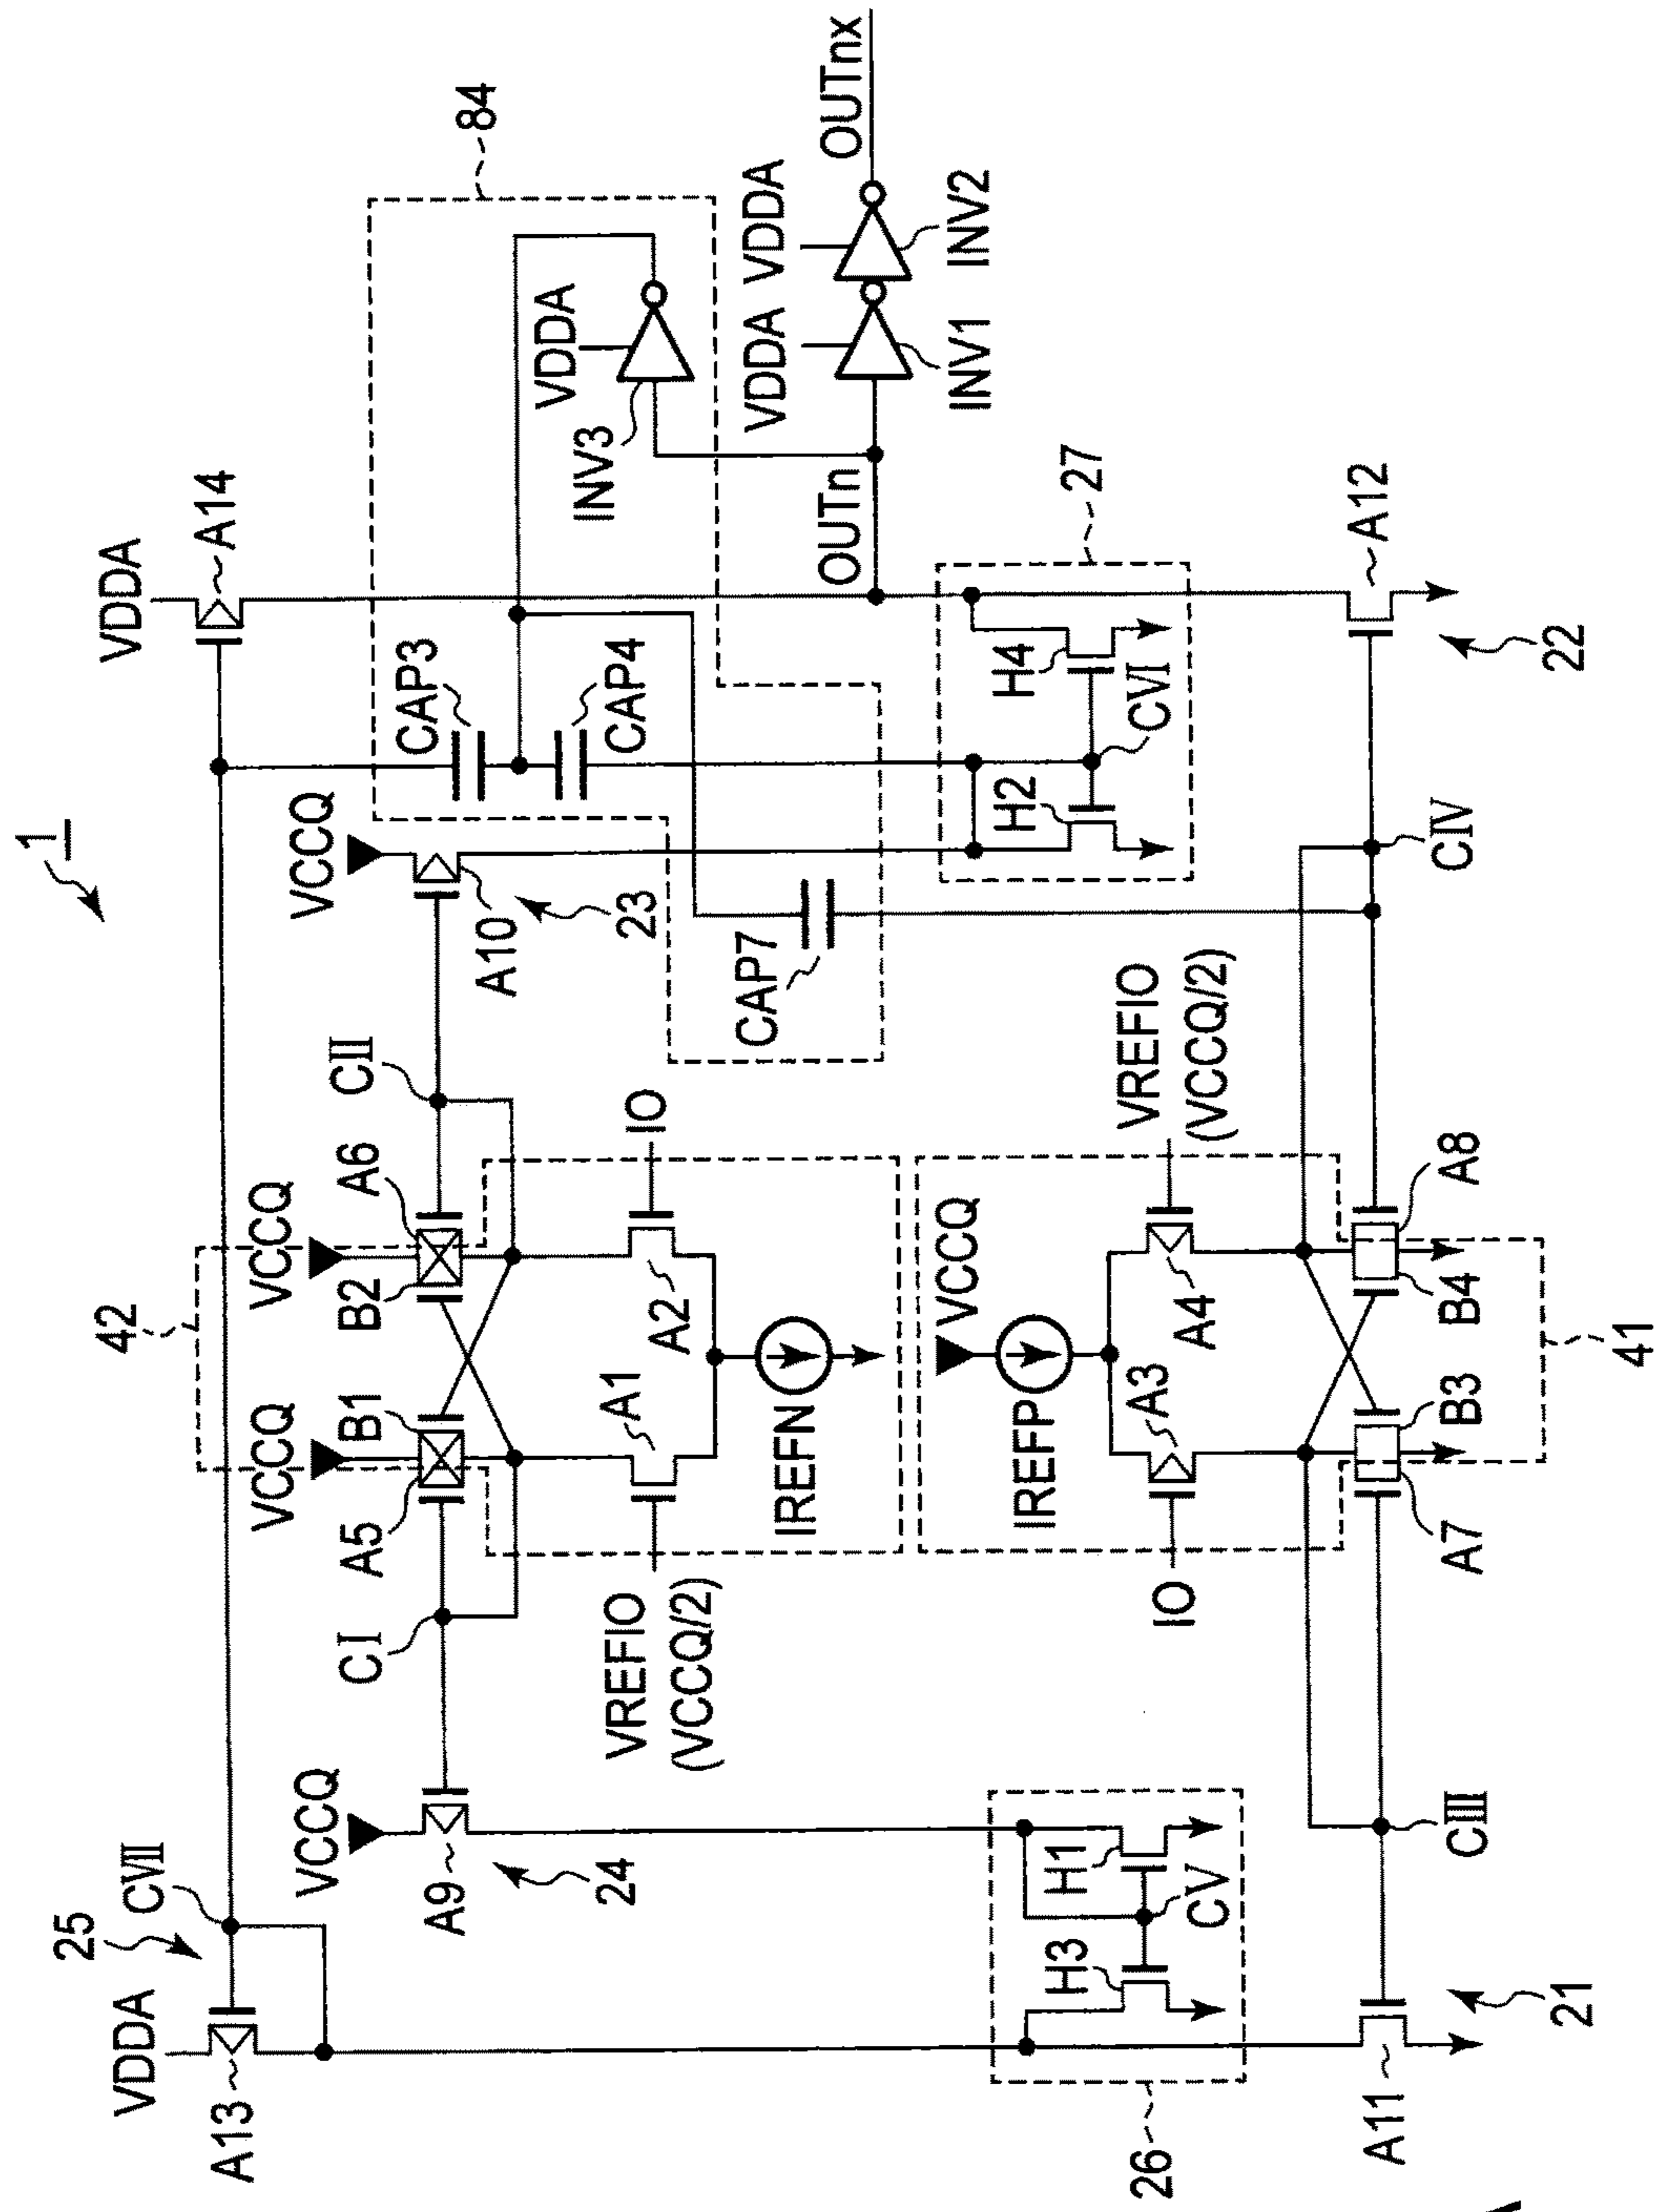 1
VDDA
A13
25
CVII
VDDA
A14
84
VCCQ
A9
24
VCCQ
A5
B1
42
VCCQ
B2
A6
CI
CII
VCCQ
A10
23
CAP3
CAP4
CAP7
VDDA
INV3
VREFIO
(VCCQ/2)
A1
A2
IO
IREFN
OUTn
VDDA
VDDA
INV1
INV2
OUTnx
VCCQ
IREFP
IO
A3
A4
VREFIO
(VCCQ/2)
26
H3
H1
CV
H2
H4
CVI
27
A11
21
CIII
A7
B3
41
B4
A8
CIV
A12
22